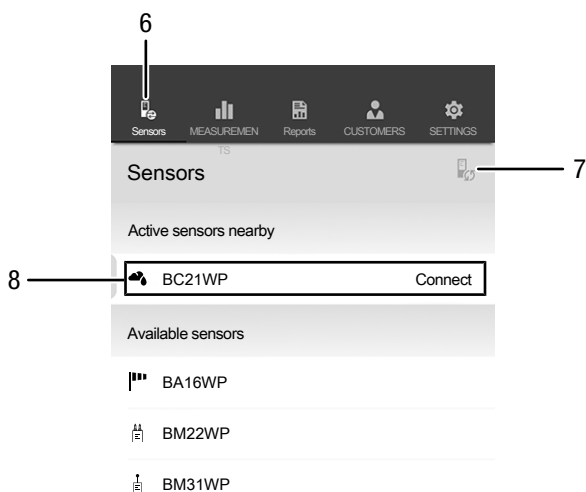 6
Sensors MEASUREMEN Reports CUSTOMERS SETTINGS
TS
Sensors
7
Active sensors nearby
8
BC21WP Connect
Available sensors
BA16WP
BM22WP
BM31WP